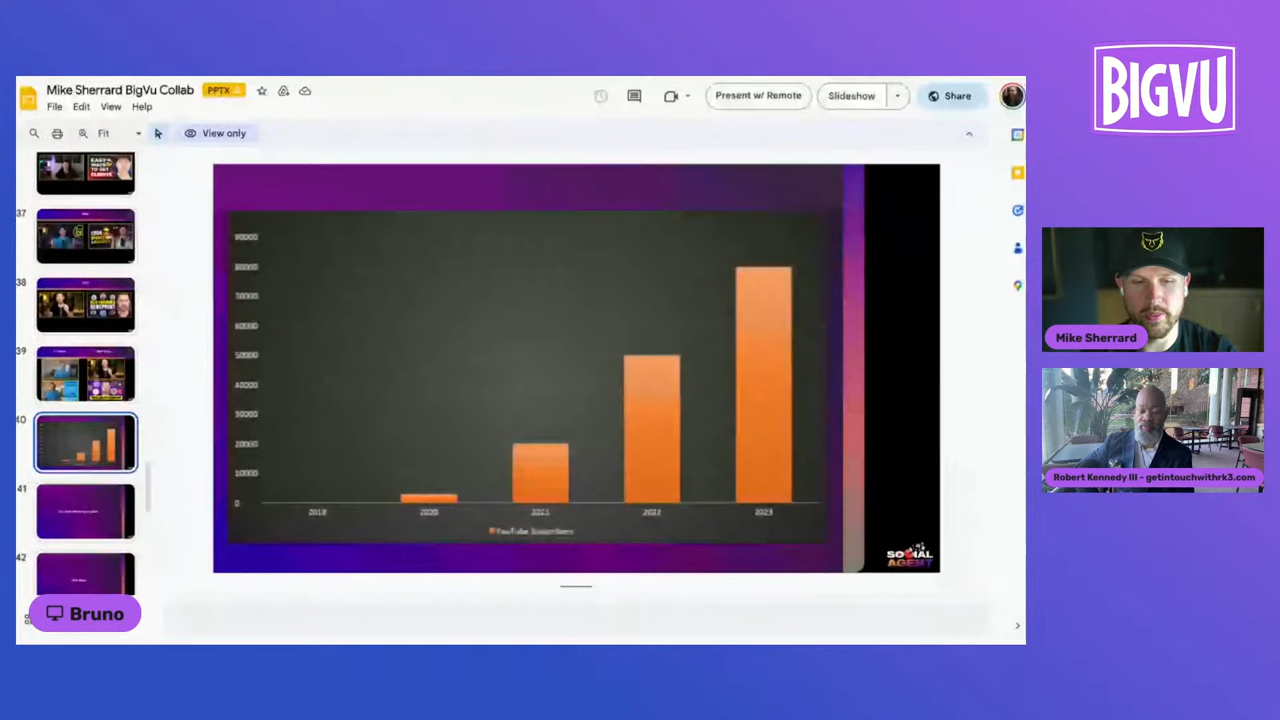 BIGVU
Mike Sherrard BigVu Collab
PPTX
File Edit View Help
Present w/ Remote
Slideshow
Share
Fit
View only
37
38
39
40
41
42
90000
80000
70000
60000
50000
40000
30000
20000
10000
0
2019 2020 2021 2022 2023
YouTube Subscribers
SOCIAL
AGENT
Mike Sherrard
Robert Kennedy III - getintouchwithrk3.com
Bruno